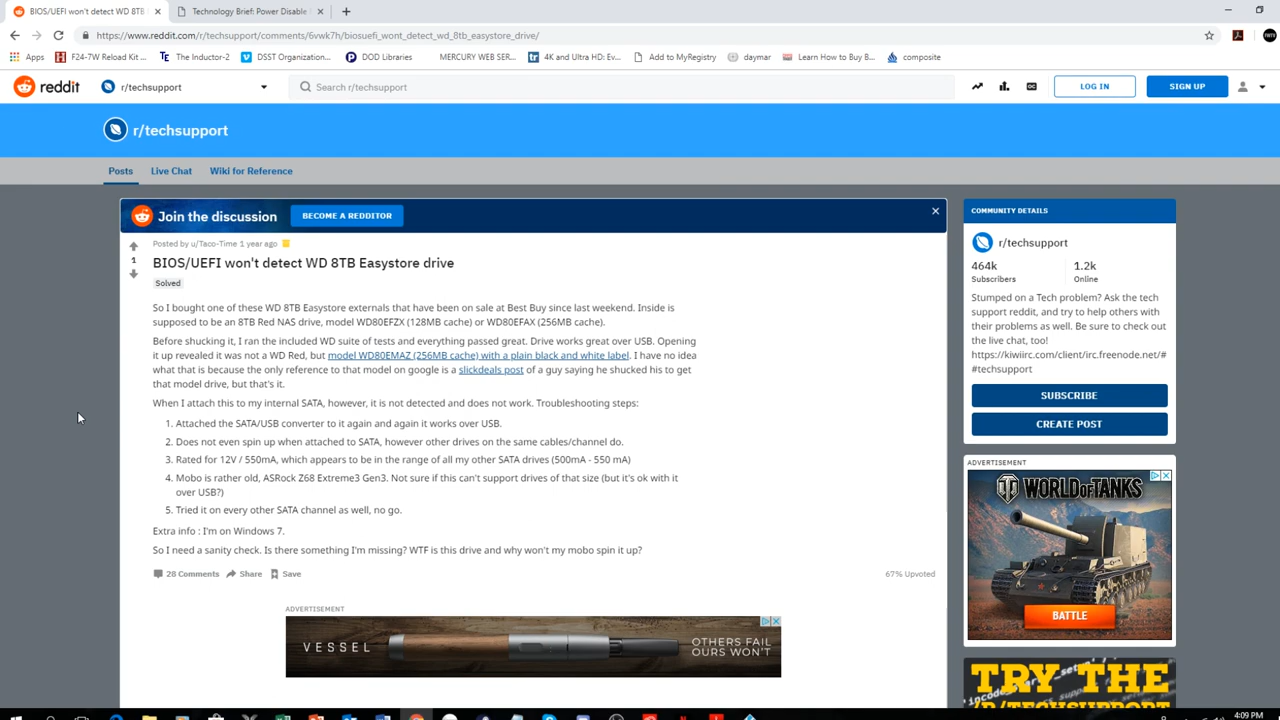 BIOS/UEFI won't detect WD 8TB
Technology Brief: Power Disable
https://www.reddit.com/r/techsupport/comments/6vwk7h/biosuefi_wont_detect_wd_8tb_easystore_drive/
Apps F24-7W Reload Kit ... The Inductor-2 DSST Organization... DOD Libraries MERCURY WEB SER... 4K and Ultra HD: Ev... Add to MyRegistry daymar Learn How to Buy B... composite
reddit r/techsupport Search r/techsupport LOG IN SIGN UP
r/techsupport
Posts Live Chat Wiki for Reference
Join the discussion BECOME A REDDITOR
Posted by u/Taco-Time 1 year ago
1
BIOS/UEFI won't detect WD 8TB Easystore drive
Solved
So I bought one of these WD 8TB Easystore externals that have been on sale at Best Buy since last weekend. Inside is
supposed to be an 8TB Red NAS drive, model WD80EFZX (128MB cache) or WD80EFAX (256MB cache).
Before shucking it, I ran the included WD suite of tests and everything passed great. Drive works great over USB. Opening
it up revealed it was not a WD Red, but model WD80EMAZ (256MB cache) with a plain black and white label. I have no idea
what that is because the only reference to that model on google is a slickdeals post of a guy saying he shucked his to get
that model drive, but that's it.
When I attach this to my internal SATA, however, it is not detected and does not work. Troubleshooting steps:
1. Attached the SATA/USB converter to it again and again it works over USB.
2. Does not even spin up when attached to SATA, however other drives on the same cables/channel do.
3. Rated for 12V / 550mA, which appears to be in the range of all my other SATA drives (500mA - 550 mA)
4. Mobo is rather old, ASRock Z68 Extreme3 Gen3. Not sure if this can't support drives of that size (but it's ok with it
over USB?)
5. Tried it on every other SATA channel as well, no go.
Extra info : I'm on Windows 7.
So I need a sanity check. Is there something I'm missing? WTF is this drive and why won't my mobo spin it up?
28 Comments Share Save 67% Upvoted
ADVERTISEMENT
VESSEL
OTHERS FAIL
OURS WON'T
COMMUNITY DETAILS
r/techsupport
464k 1.2k
Subscribers Online
Stumped on a Tech problem? Ask the tech
support reddit, and try to help others with
their problems as well. Be sure to check out
the live chat, too!
https://kiwiirc.com/client/irc.freenode.net/#
#techsupport
SUBSCRIBE
CREATE POST
ADVERTISEMENT
WORLD OF TANKS
BATTLE
TRY THE
4:09 PM